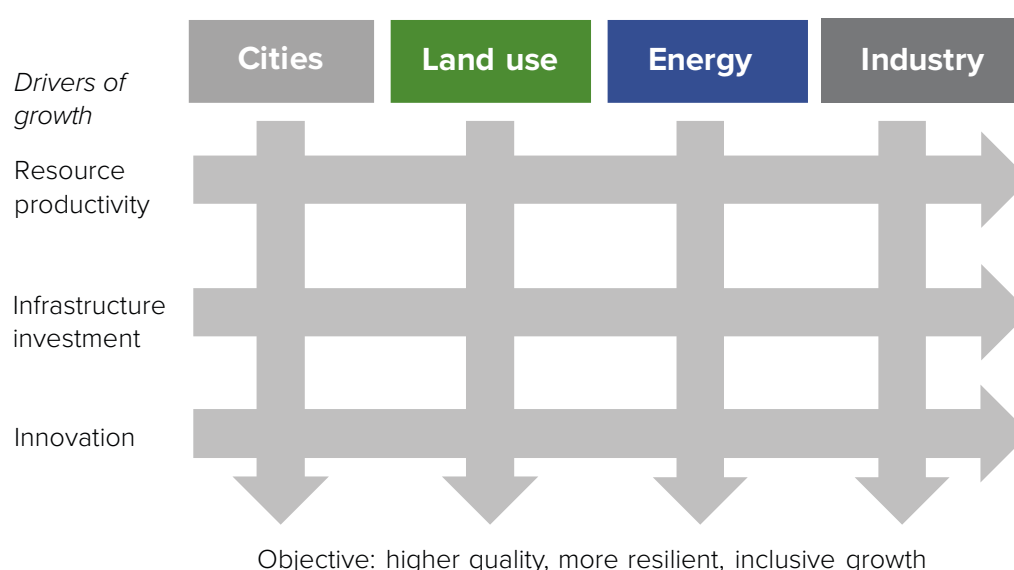 Cities
Land use
Energy
Industry
Drivers of
growth
Resource
productivity
Infrastructure
investment
Innovation
Objective: higher quality, more resilient, inclusive growth